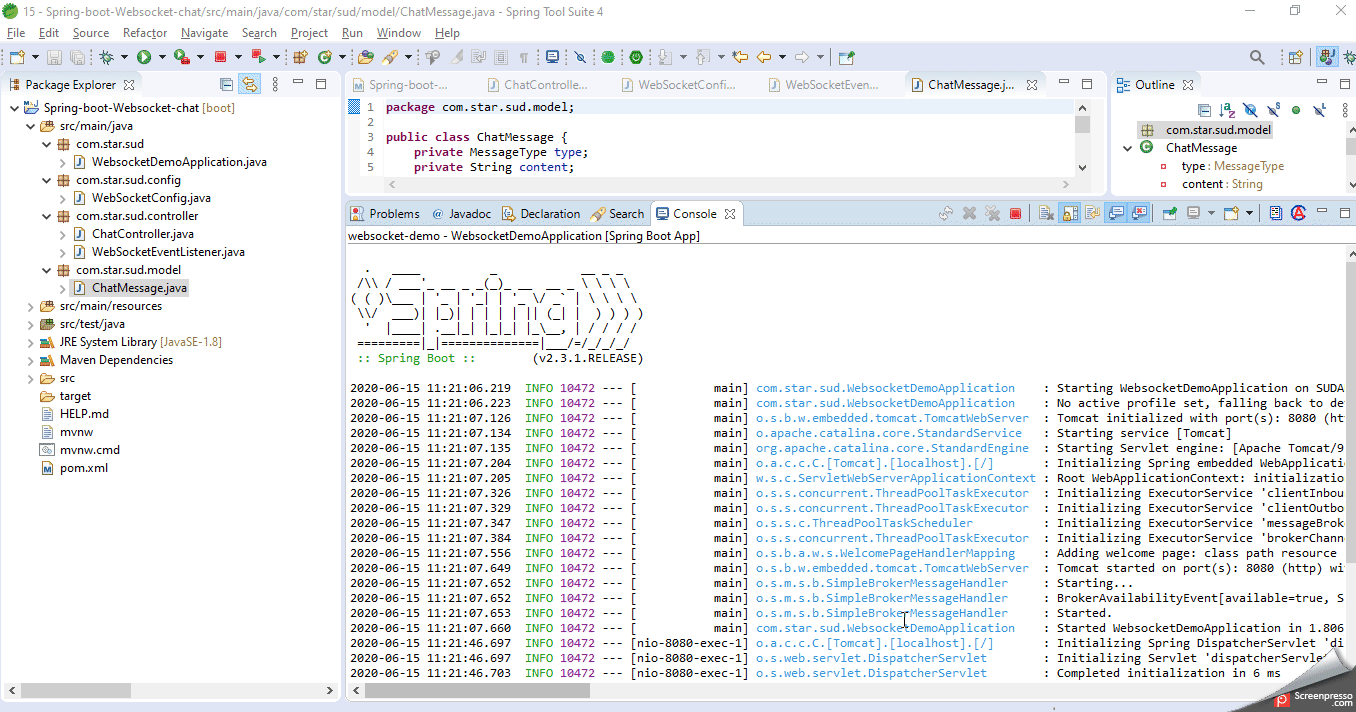 15 - Spring-boot-Websocket-chat/src/main/java/com/star/sud/model/ChatMessage.java - Spring Tool Suite 4
File Edit Source Refactor Navigate Search Project Run Window Help
Package Explorer
Spring-boot-Websocket-chat [boot]
src/main/java
com.star.sud
WebsocketDemoApplication.java
com.star.sud.config
WebSocketConfig.java
com.star.sud.controller
ChatController.java
WebSocketEventListener.java
com.star.sud.model
ChatMessage.java
src/main/resources
src/test/java
JRE System Library [JavaSE-1.8]
Maven Dependencies
src
target
HELP.md
mvnw
mvnw.cmd
pom.xml
Spring-boot-... ChatControlle... WebSocketConfi... WebSocketEven... ChatMessage.j...
1 package com.star.sud.model;
2
3 public class ChatMessage {
4 private MessageType type;
5 private String content;
Outline
com.star.sud.model
ChatMessage
type : MessageType
content : String
Problems @ Javadoc Declaration Search Console
websocket-demo - WebsocketDemoApplication [Spring Boot App]
:: Spring Boot :: (v2.3.1.RELEASE)
2020-06-15 11:21:06.219 INFO 10472 --- [ main] com.star.sud.WebsocketDemoApplication : Starting WebsocketDemoApplication on SUDA
2020-06-15 11:21:06.223 INFO 10472 --- [ main] com.star.sud.WebsocketDemoApplication : No active profile set, falling back to de
2020-06-15 11:21:07.126 INFO 10472 --- [ main] o.s.b.w.embedded.tomcat.TomcatWebServer : Tomcat initialized with port(s): 8080 (ht
2020-06-15 11:21:07.134 INFO 10472 --- [ main] o.apache.catalina.core.StandardService : Starting service [Tomcat]
2020-06-15 11:21:07.135 INFO 10472 --- [ main] org.apache.catalina.core.StandardEngine : Starting Servlet engine: [Apache Tomcat/9
2020-06-15 11:21:07.204 INFO 10472 --- [ main] o.a.c.c.C.[Tomcat].[localhost].[/] : Initializing Spring embedded WebApplicati
2020-06-15 11:21:07.205 INFO 10472 --- [ main] w.s.c.ServletWebServerApplicationContext : Root WebApplicationContext: initializatio
2020-06-15 11:21:07.326 INFO 10472 --- [ main] o.s.s.concurrent.ThreadPoolTaskExecutor : Initializing ExecutorService 'clientInbou
2020-06-15 11:21:07.329 INFO 10472 --- [ main] o.s.s.concurrent.ThreadPoolTaskExecutor : Initializing ExecutorService 'clientOutbo
2020-06-15 11:21:07.347 INFO 10472 --- [ main] o.s.s.c.ThreadPoolTaskScheduler : Initializing ExecutorService 'messageBrok
2020-06-15 11:21:07.384 INFO 10472 --- [ main] o.s.s.concurrent.ThreadPoolTaskExecutor : Initializing ExecutorService 'brokerChann
2020-06-15 11:21:07.556 INFO 10472 --- [ main] o.s.b.a.w.s.WelcomePageHandlerMapping : Adding welcome page: class path resource
2020-06-15 11:21:07.649 INFO 10472 --- [ main] o.s.b.w.embedded.tomcat.TomcatWebServer : Tomcat started on port(s): 8080 (http) wi
2020-06-15 11:21:07.652 INFO 10472 --- [ main] o.s.m.s.b.SimpleBrokerMessageHandler : Starting...
2020-06-15 11:21:07.652 INFO 10472 --- [ main] o.s.m.s.b.SimpleBrokerMessageHandler : BrokerAvailabilityEvent[available=true, S
2020-06-15 11:21:07.653 INFO 10472 --- [ main] o.s.m.s.b.SimpleBrokerMessageHandler : Started.
2020-06-15 11:21:07.660 INFO 10472 --- [ main] com.star.sud.WebsocketDemoApplication : Started WebsocketDemoApplication in 1.806
2020-06-15 11:21:46.697 INFO 10472 --- [nio-8080-exec-1] o.a.c.c.C.[Tomcat].[localhost].[/] : Initializing Spring DispatcherServlet 'di
2020-06-15 11:21:46.697 INFO 10472 --- [nio-8080-exec-1] o.s.web.servlet.DispatcherServlet : Initializing Servlet 'dispatcherServlet
2020-06-15 11:21:46.703 INFO 10472 --- [nio-8080-exec-1] o.s.web.servlet.DispatcherServlet : Completed initialization in 6 ms
Screenpresso
.com